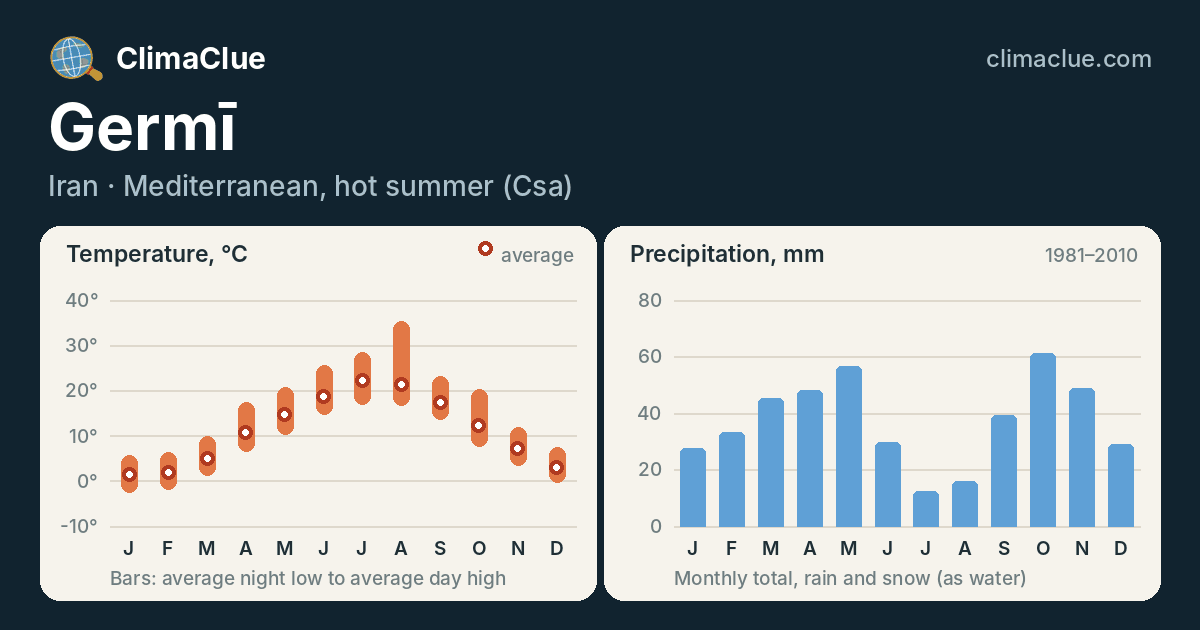 ClimaClue
climaclue.com
Germī
Iran · Mediterranean, hot summer (Csa)
Temperature, °C
average
40°
30°
20°
10°
0°
-10°
J F M A M J J A S O N D
Bars: average night low to average day high
Precipitation, mm
1981–2010
80
60
40
20
0
J F M A M J J A S O N D
Monthly total, rain and snow (as water)